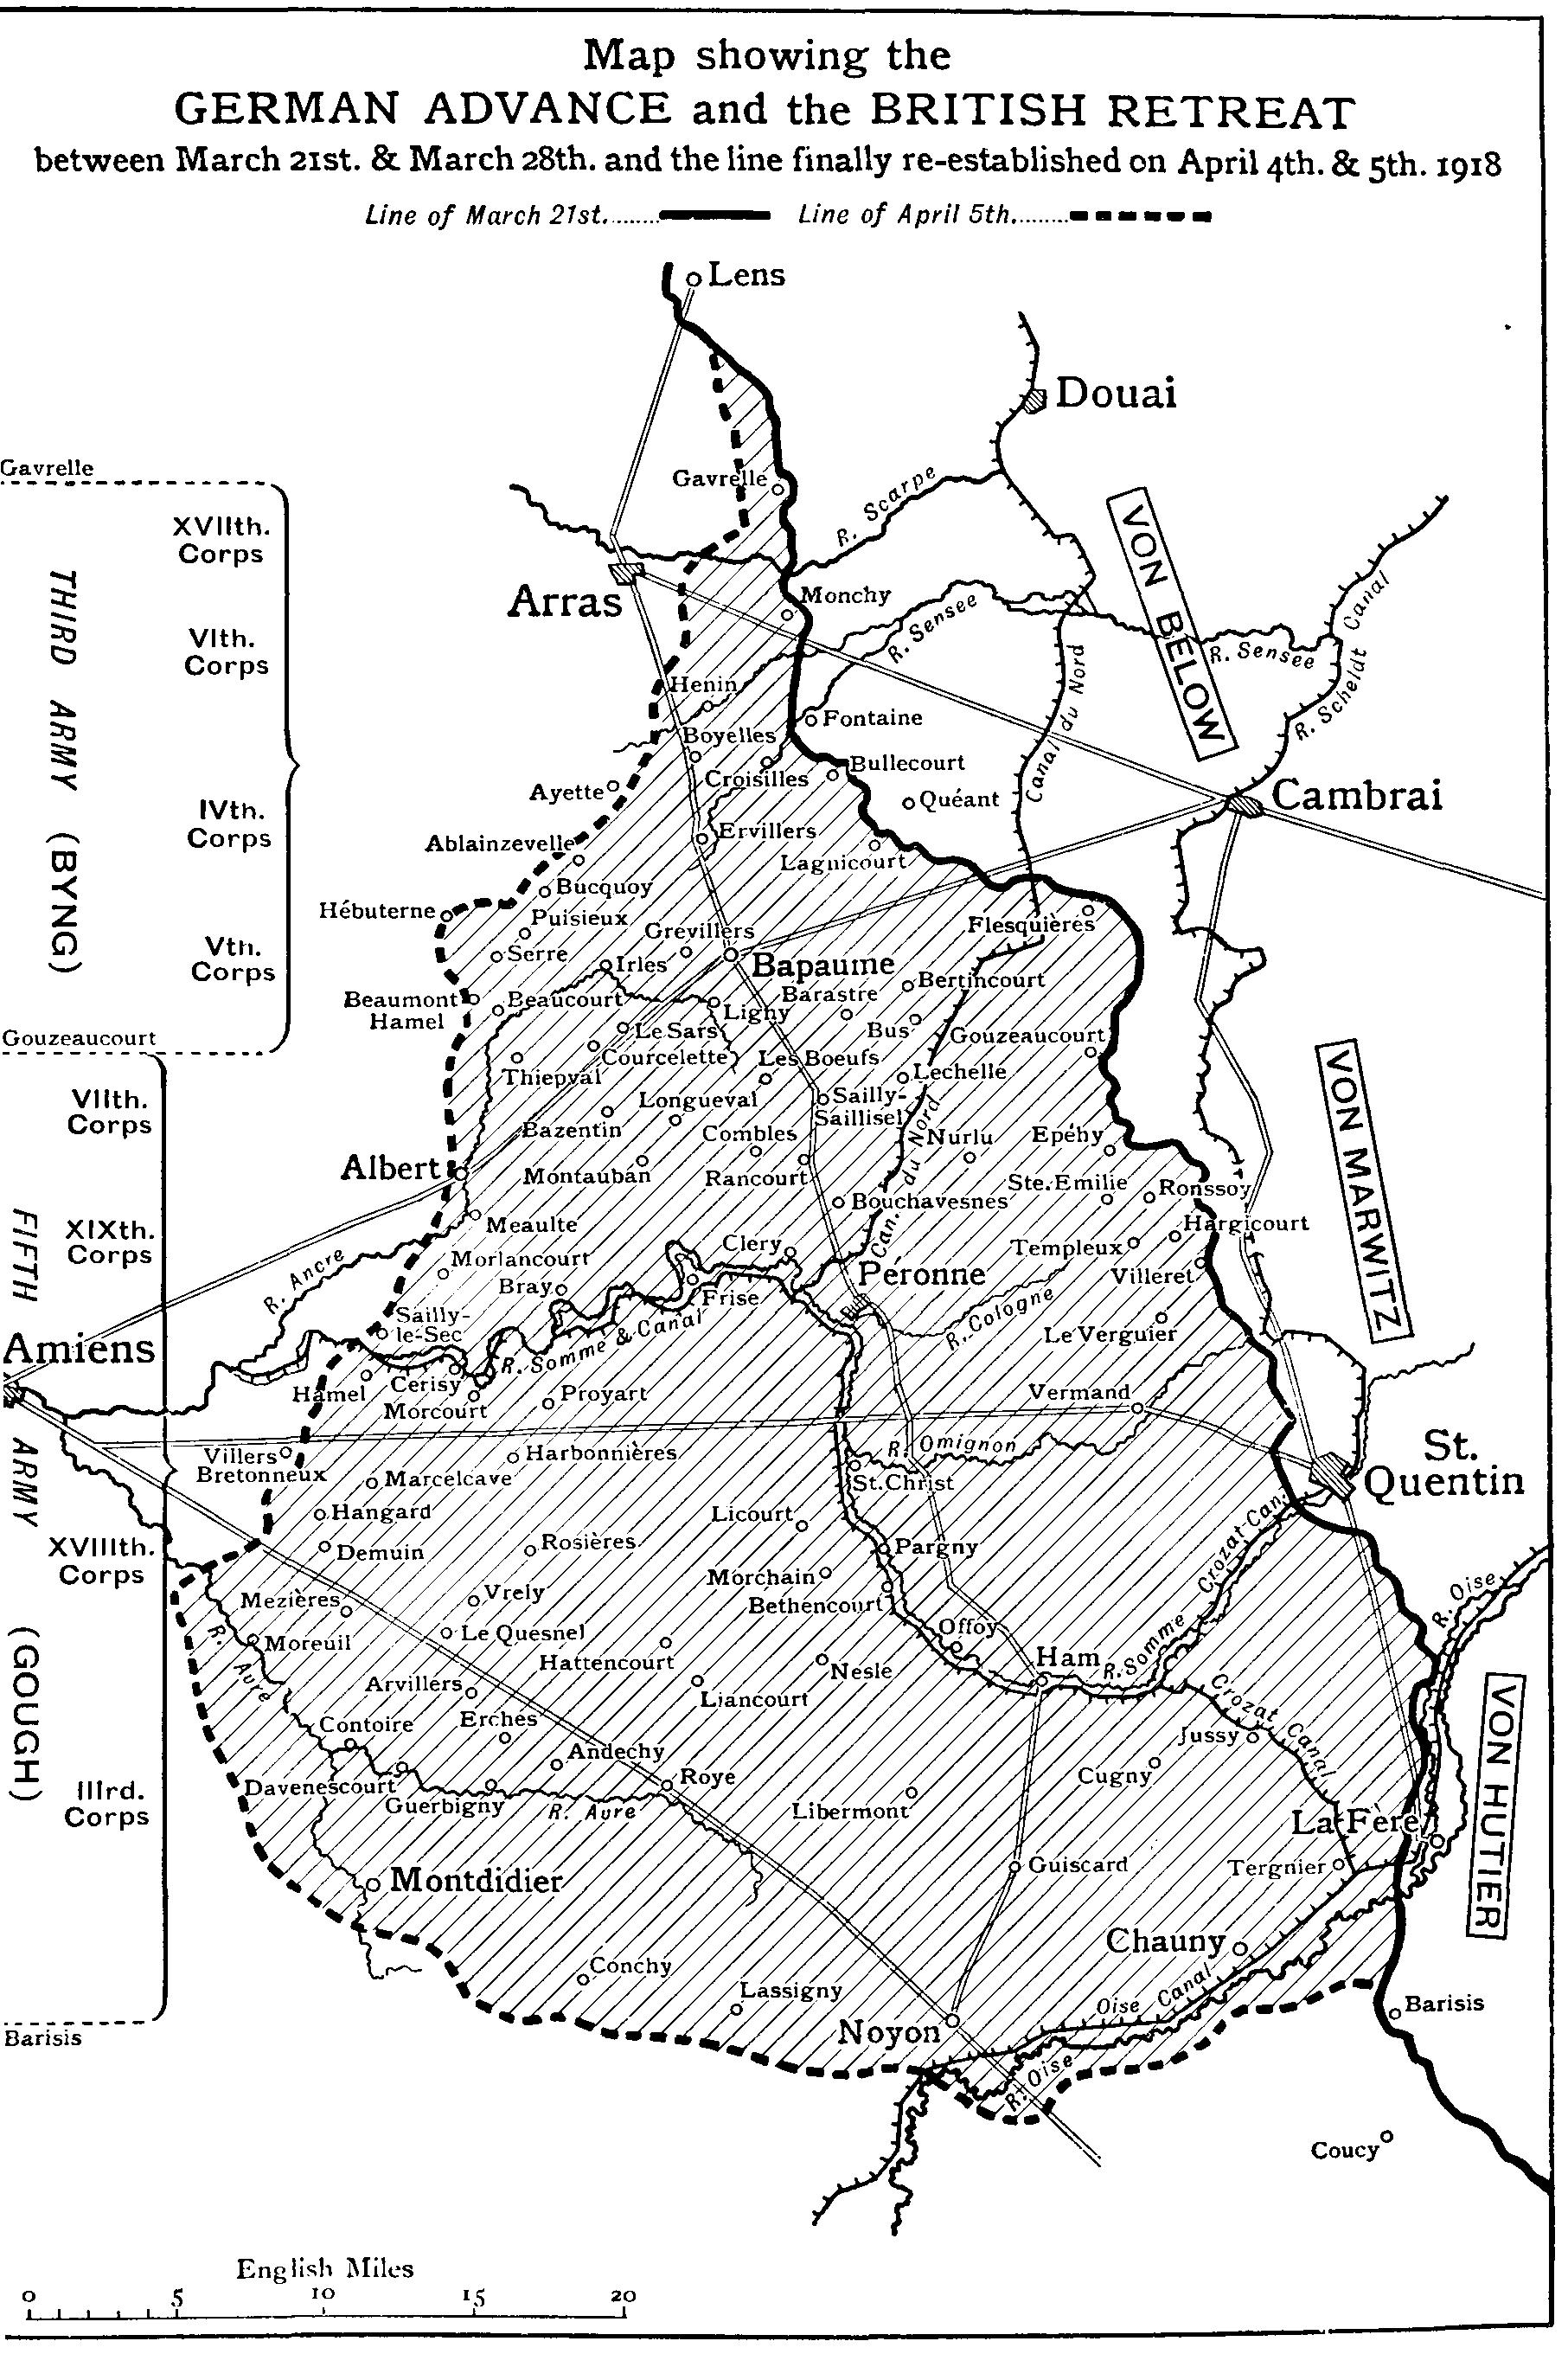 Map showing the
GERMAN ADVANCE and the BRITISH RETREAT
between March 21st. & March 28th. and the line finally re-established on April 4th. & 5th. 1918
Line of March 21st......... Line of April 5th.........
Lens
Douai
Gavrelle
Gavrelle
R. Scarpe
XVIIth.
Corps
Arras
Monchy
R. Sensee
VON BELOW
R. Sensee
Canal
R. Scheldt
THIRD ARMY (BYNG)
VIth.
Corps
Henin
Fontaine
Canal du Nord
Boyelles
Croisilles
Bullecourt
Ayette
Quéant
Cambrai
IVth.
Corps
Ablainzevelle
Ervillers
Lagnicourt
Bucquoy
Hébuterne
Puisieux
Grevillers
Flesquières
Vth.
Corps
Serre
Irles
Bapaume
Bertincourt
Beaumont
Hamel
Beaucourt
Ligny
Barastre
Le Sars
Bus
Gouzeaucourt
Gouzeaucourt
Courcelette
Les Boeufs
Thiepval
Lechelle
VON MARWITZ
VIIth.
Corps
Longueval
Sailly-
Saillisel
Bazentin
Combles
Can. du Nord
Nurlu
Epéhy
Albert
Montauban
Rancourt
Ste. Emilie
Ronssoy
Bouchavesnes
FIFTH ARMY (GOUGH)
XIXth.
Corps
Meaulte
Hargicourt
R. Ancre
Morlancourt
Clery
Templeux
Bray
Frise
Péronne
Villeret
Sailly-
le-Sec
R. Somme & Canal
R. Cologne
Le Verguier
Amiens
Hamel
Cerisy
Morcourt
Proyart
Vermand
Villers
Bretonneux
Harbonnières
R. Omignon
St.
Quentin
Marcelcave
St. Christ
Hangard
Licourt
Crozat Can.
XVIIIth.
Corps
Demuin
Rosières
Pargny
Mezières
Vrely
Morchain
Bethencourt
R. Oise
R. Avre
Moreuil
Le Quesnel
Offoy
Hattencourt
Nesle
Ham
R. Somme
Arvillers
Liancourt
Crozat Canal
VON HUTIER
Contoire
Erches
Jussy
Andechy
Davenescourt
Roye
Cugny
IIIrd.
Corps
Guerbigny
R. Avre
Libermont
La Fère
Guiscard
Tergnier
Montdidier
Chauny
Conchy
Lassigny
Oise Canal
Barisis
Barisis
Noyon
R. Oise
Coucy
English Miles
0 5 10 15 20